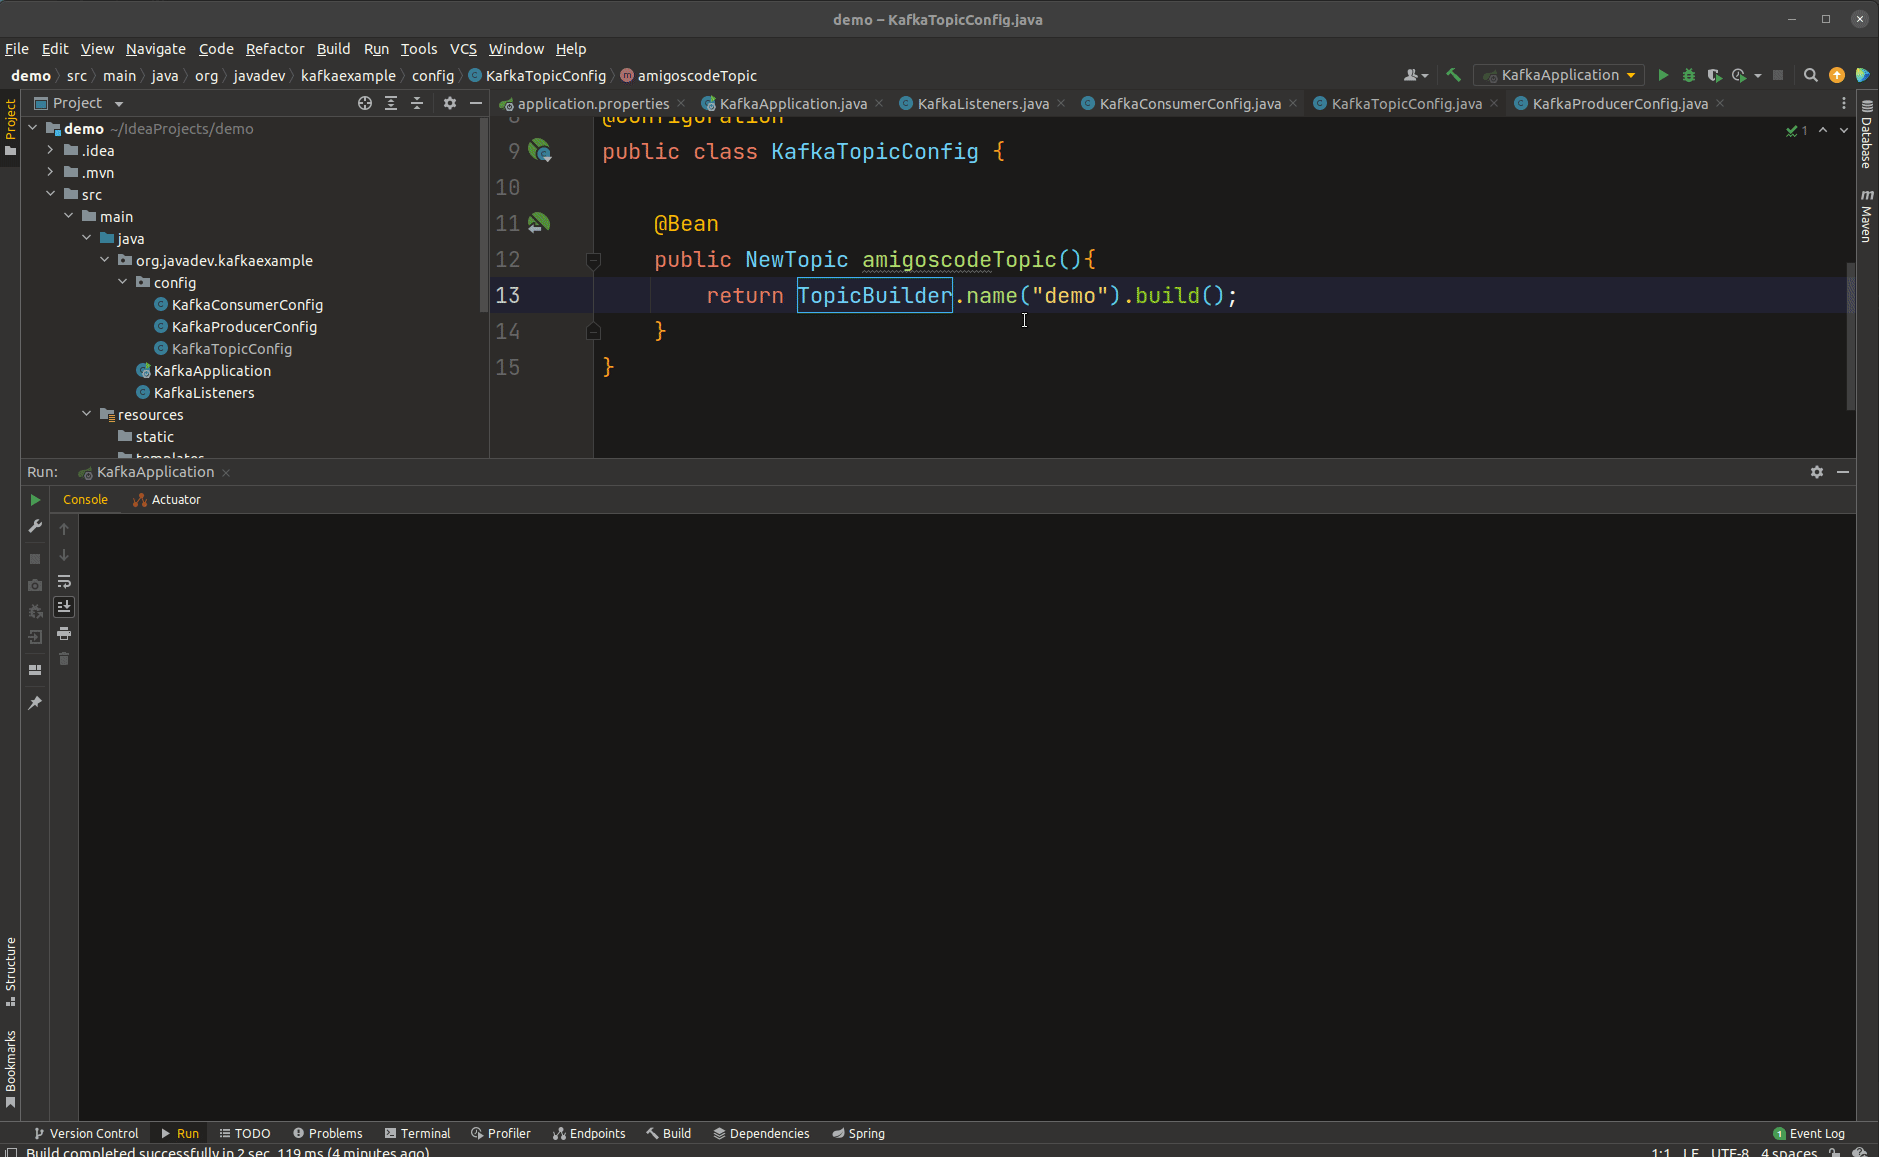 demo – KafkaTopicConfig.java
File Edit View Navigate Code Refactor Build Run Tools VCS Window Help
demo src main java org javadev kafkaexample config KafkaTopicConfig amigoscodeTopic
KafkaApplication
Project
application.properties KafkaApplication.java KafkaListeners.java KafkaConsumerConfig.java KafkaTopicConfig.java KafkaProducerConfig.java
Project
Database
Maven
Structure
Bookmarks
demo ~/IdeaProjects/demo
.idea
.mvn
src
main
java
org.javadev.kafkaexample
config
KafkaConsumerConfig
KafkaProducerConfig
KafkaTopicConfig
KafkaApplication
KafkaListeners
resources
static
templates
8 @Configuration
9 public class KafkaTopicConfig {
10
11 @Bean
12 public NewTopic amigoscodeTopic(){
13 return TopicBuilder.name("demo").build();
14 }
15 }
1
Run: KafkaApplication
Console Actuator
Version Control Run TODO Problems Terminal Profiler Endpoints Build Dependencies Spring 1 Event Log
Build completed successfully in 2 sec, 119 ms (4 minutes ago) 1:1 LF UTF-8 4 spaces